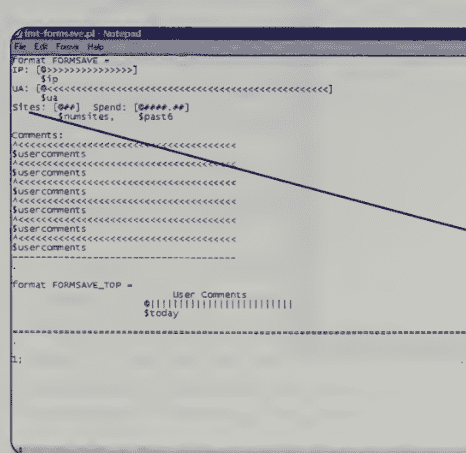 fmt-formsave.pl - Notepad
File Edit Format Help
format FORMSAVE =
IP: [@>>>>>>>>>>>>>>>]
$ip
UA: [@<<<<<<<<<<<<<<<<<<<<<<<<<<<<<<<<<<<<<<<<<<<<<<<<]
$ua
Sites: [@##] Spend: [@####.##]
$numsites, $past6
Comments:
^<<<<<<<<<<<<<<<<<<<<<<<<<<<<<<<<<<<<<<
$usercomments
^<<<<<<<<<<<<<<<<<<<<<<<<<<<<<<<<<<<<<<
$usercomments
^<<<<<<<<<<<<<<<<<<<<<<<<<<<<<<<<<<<<<<
$usercomments
^<<<<<<<<<<<<<<<<<<<<<<<<<<<<<<<<<<<<<<
$usercomments
^<<<<<<<<<<<<<<<<<<<<<<<<<<<<<<<<<<<<<<
$usercomments
^<<<<<<<<<<<<<<<<<<<<<<<<<<<<<<<<<<<<<<
$usercomments
---------------------------------------
.
format FORMSAVE_TOP =
User Comments
@|||||||||||||||||||||||||
$today
==============================================================================
.
1;